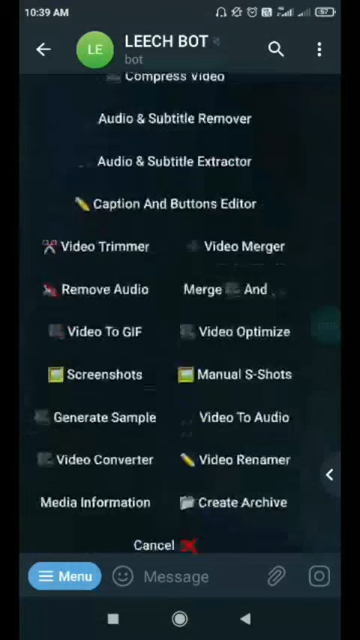 10:39 AM
57
LE
LEECH BOT
bot
Compress Video
Audio & Subtitle Remover
Audio & Subtitle Extractor
Caption And Buttons Editor
Video Trimmer Video Merger
Remove Audio Merge And
Video To GIF Video Optimize
Screenshots Manual S-Shots
Generate Sample Video To Audio
Video Converter Video Renamer
Media Information Create Archive
Cancel
Menu Message